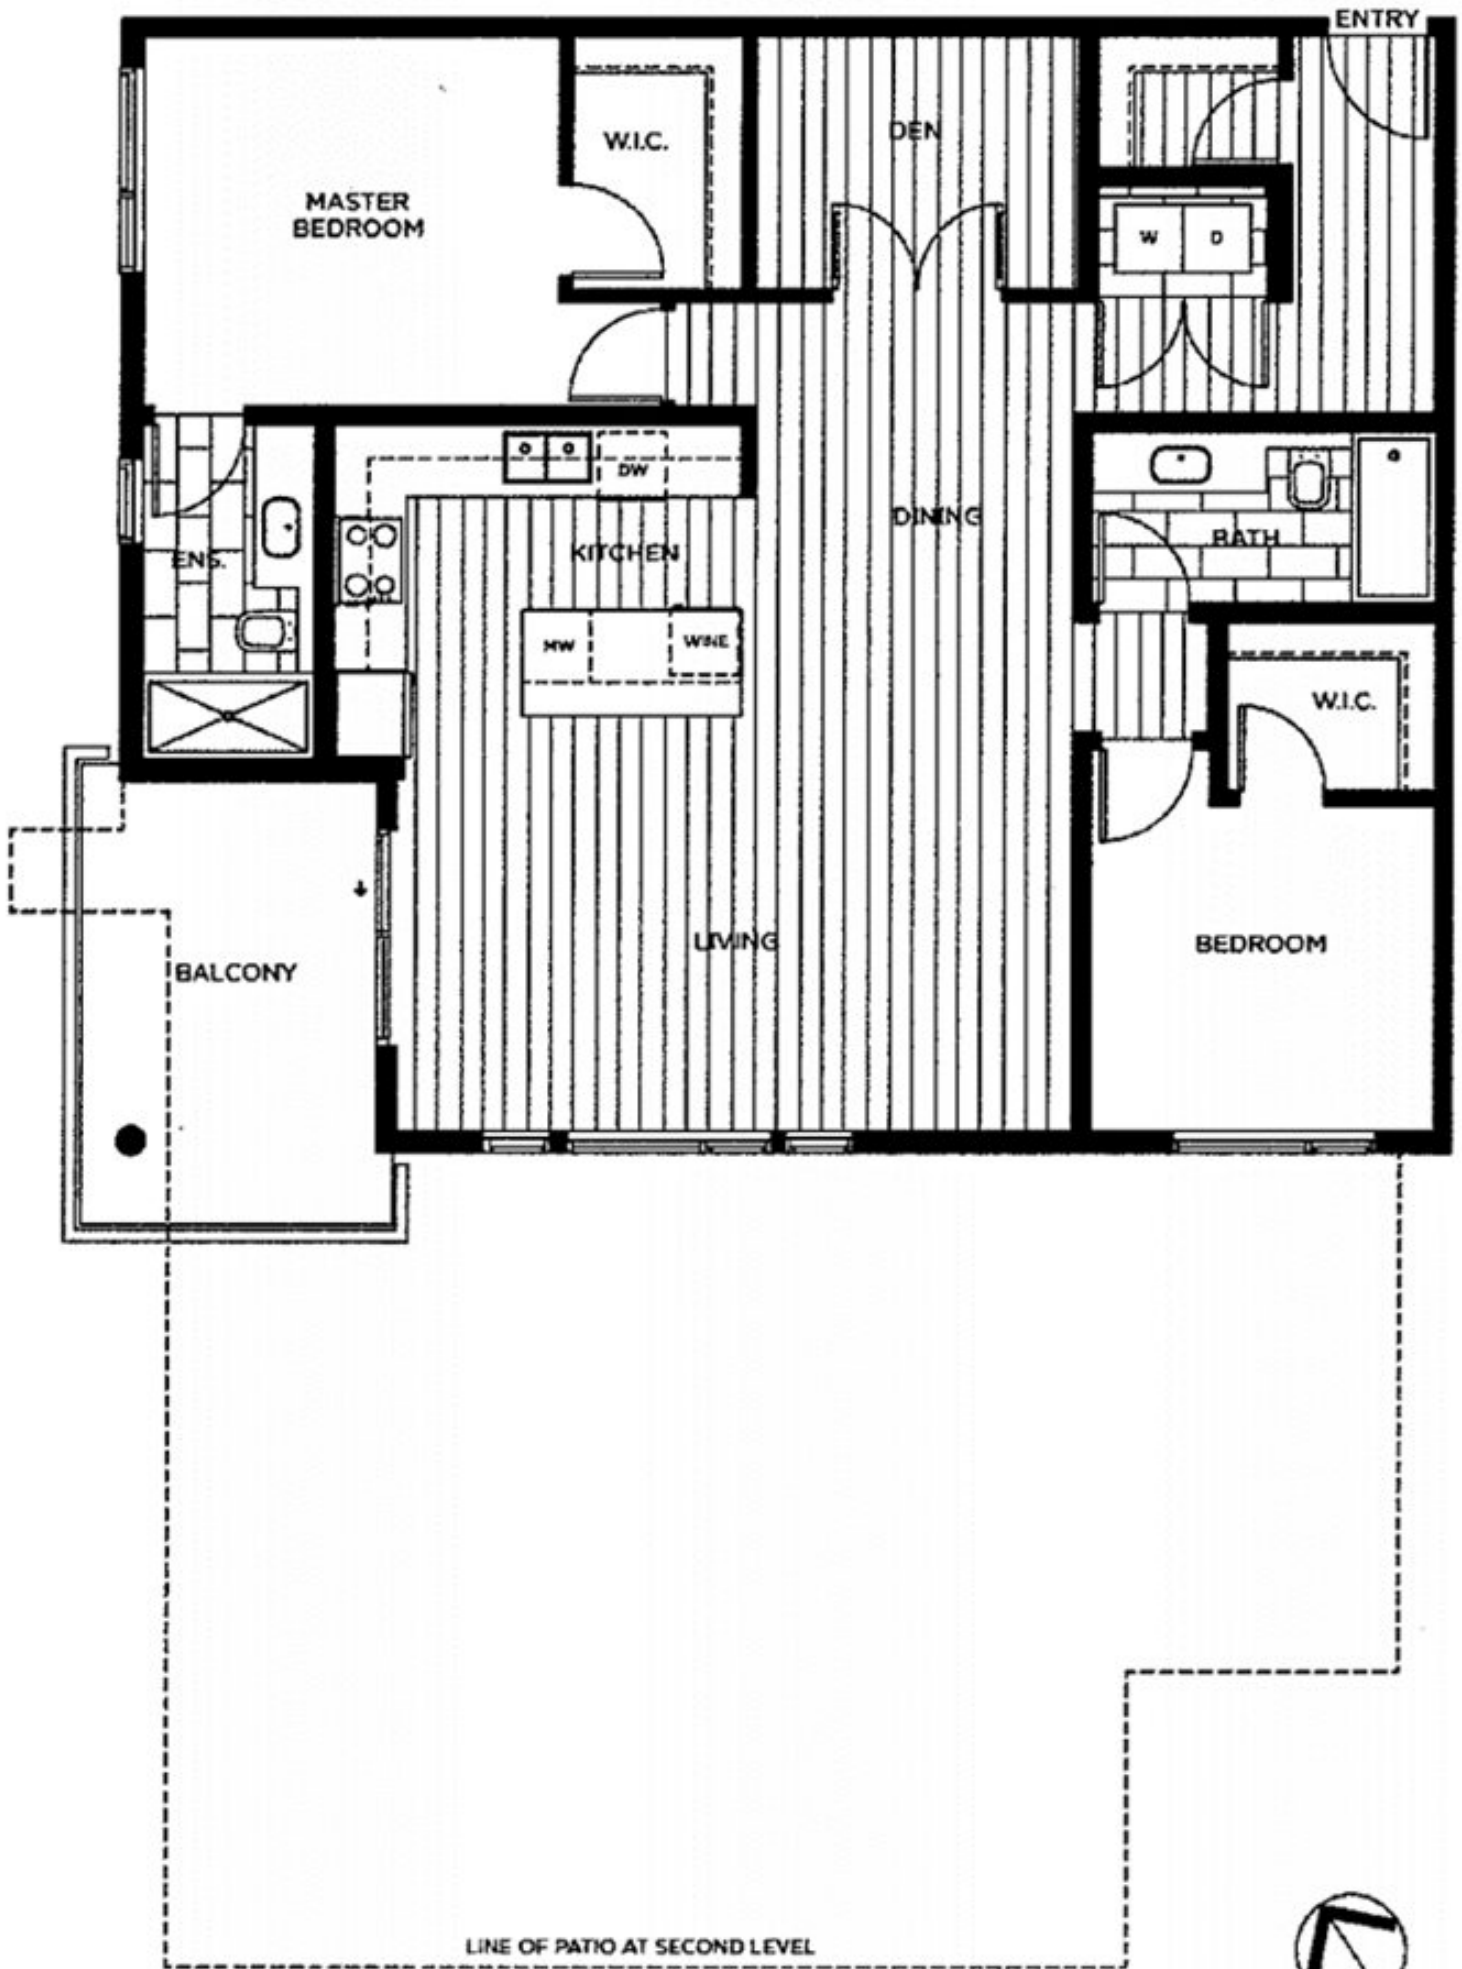 ENTRY
DEN
W.I.C.
MASTER
BEDROOM
W
D
DW
DINING
BATH
KITCHEN
ENS.
MW
WINE
W.I.C.
LIVING
BEDROOM
BALCONY
LINE OF PATIO AT SECOND LEVEL